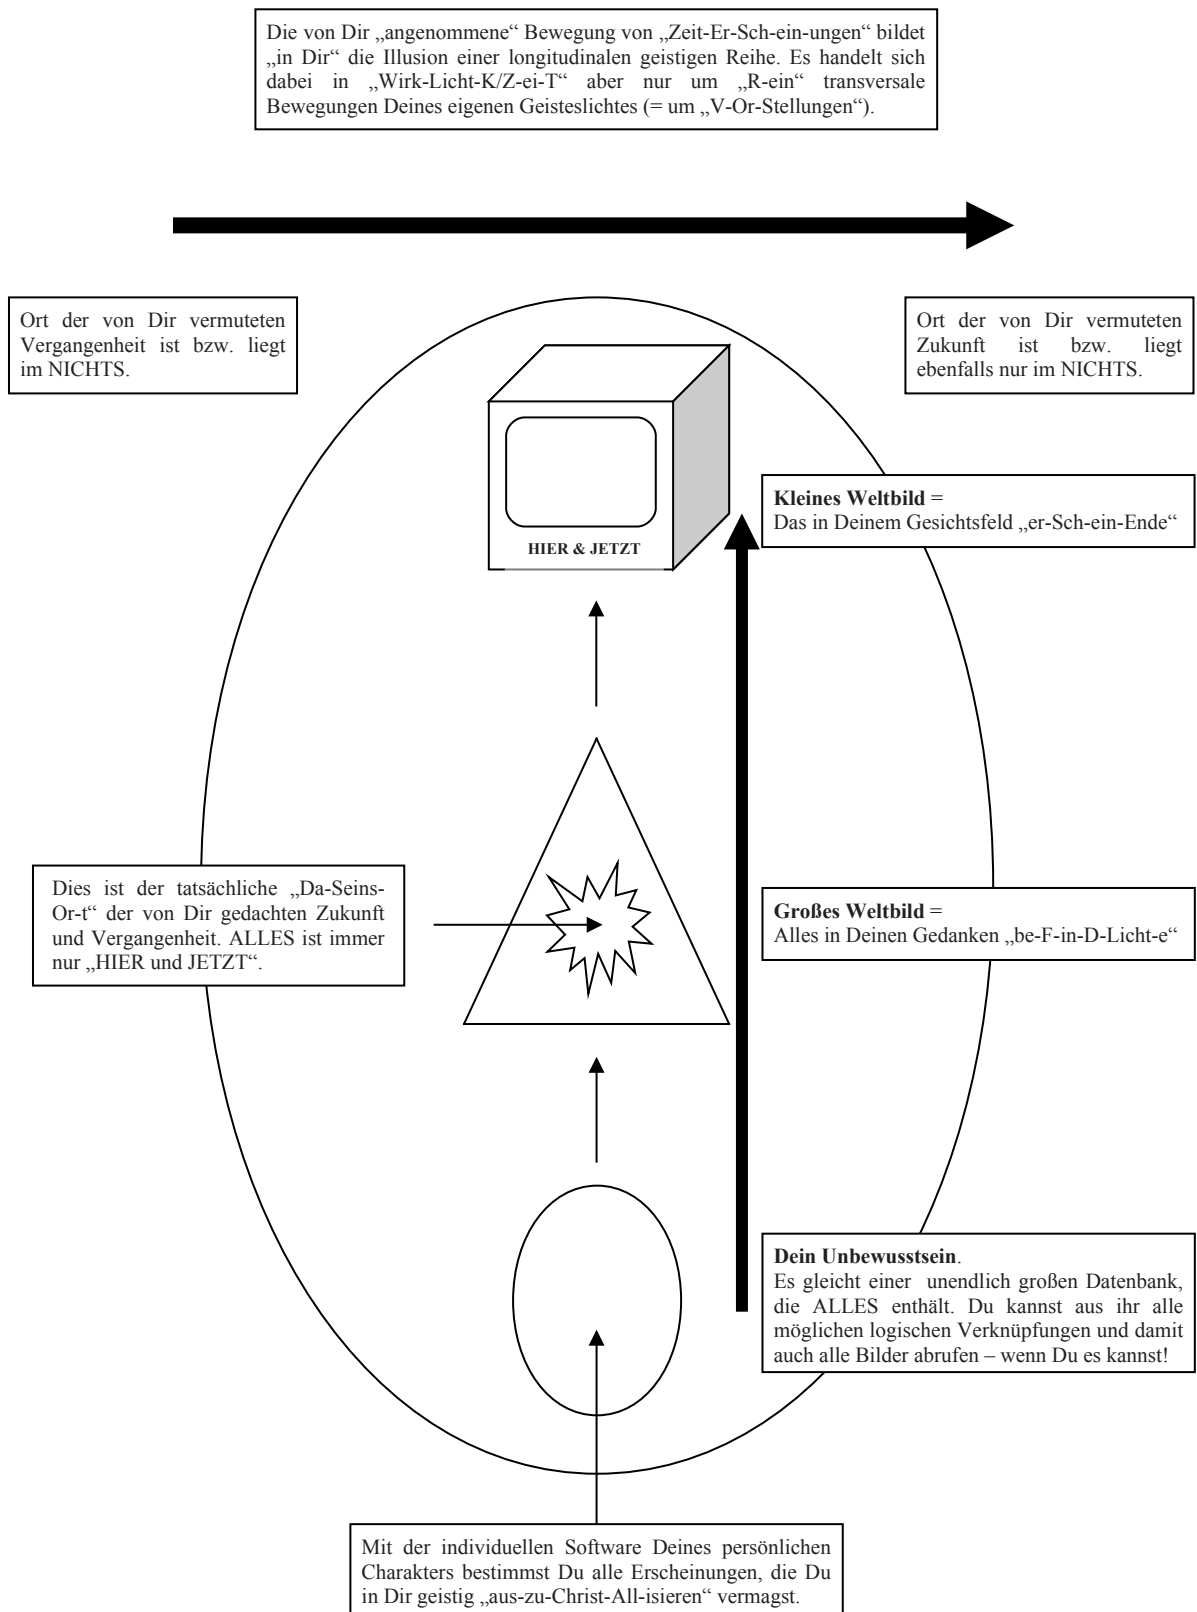 Die von Dir „angenommene“ Bewegung von „Zeit-Er-Sch-ein-ungen“ bildet
„in Dir“ die Illusion einer longitudinalen geistigen Reihe. Es handelt sich
dabei in „Wirk-Licht-K/Z-ei-T“ aber nur um „R-ein“ transversale
Bewegungen Deines eigenen Geisteslichtes (= um „V-Or-Stellungen“).
Ort der von Dir vermuteten
Vergangenheit ist bzw. liegt
im NICHTS.
Ort der von Dir vermuteten
Zukunft ist bzw. liegt
ebenfalls nur im NICHTS.
Kleines Weltbild =
Das in Deinem Gesichtsfeld „er-Sch-ein-Ende“
HIER & JETZT
Dies ist der tatsächliche „Da-Seins-
Or-t“ der von Dir gedachten Zukunft
und Vergangenheit. ALLES ist immer
nur „HIER und JETZT“.
Großes Weltbild =
Alles in Deinen Gedanken „be-F-in-D-Licht-e“
Dein Unbewusstsein.
Es gleicht einer unendlich großen Datenbank,
die ALLES enthält. Du kannst aus ihr alle
möglichen logischen Verknüpfungen und damit
auch alle Bilder abrufen – wenn Du es kannst!
Mit der individuellen Software Deines persönlichen
Charakters bestimmst Du alle Erscheinungen, die Du
in Dir geistig „aus-zu-Christ-All-isieren“ vermagst.